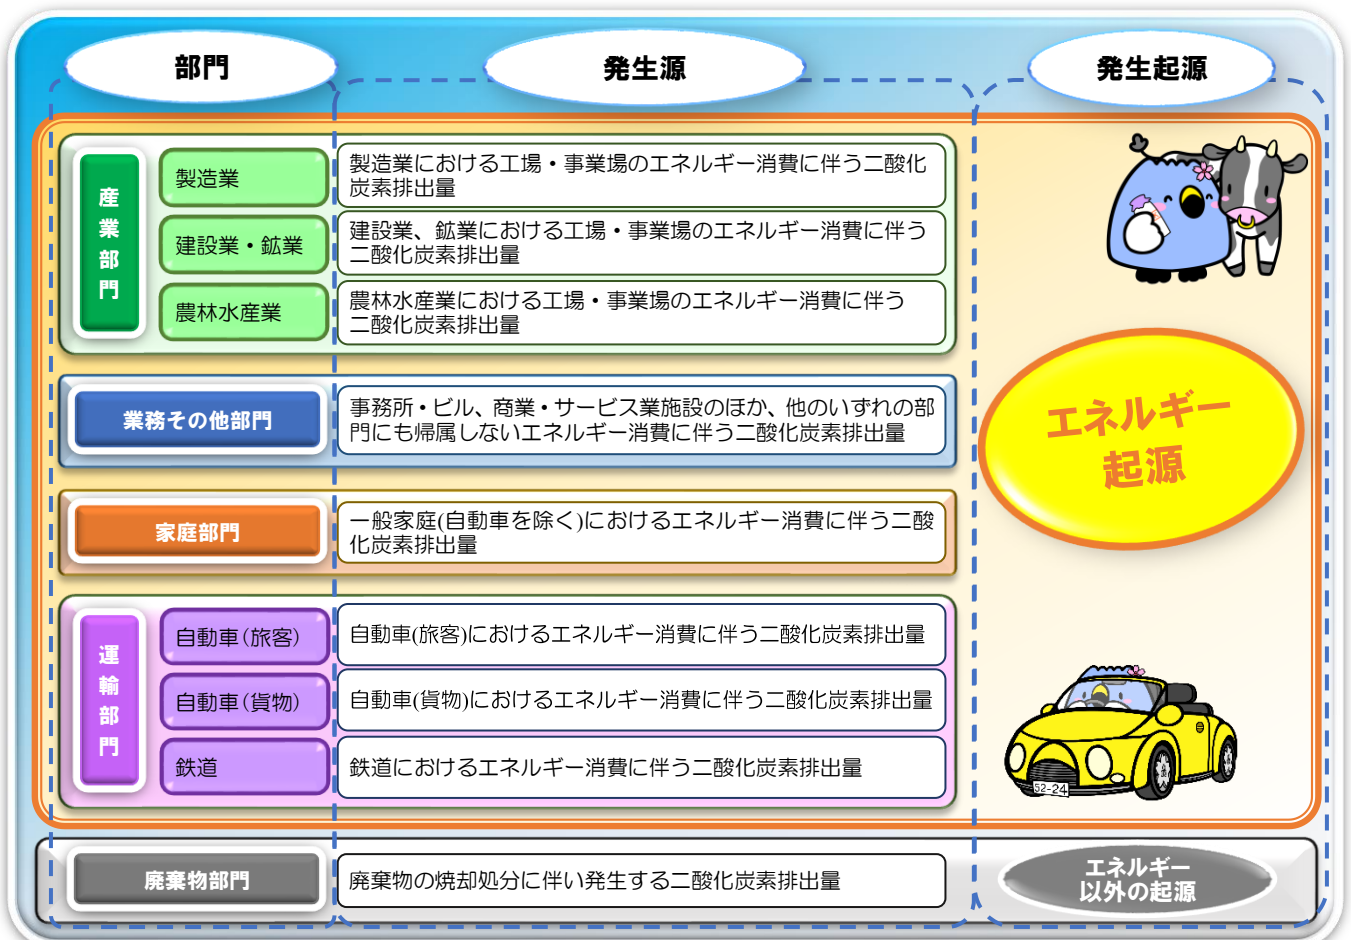 部門
発生源
発生起源
産業部門
製造業
製造業における工場・事業場のエネルギー消費に伴う二酸化
炭素排出量
建設業・鉱業
建設業、鉱業における工場・事業場のエネルギー消費に伴う
二酸化炭素排出量
農林水産業
農林水産業における工場・事業場のエネルギー消費に伴う
二酸化炭素排出量
業務その他部門
事務所・ビル、商業・サービス業施設のほか、他のいずれの部
門にも帰属しないエネルギー消費に伴う二酸化炭素排出量
エネルギー
起源
家庭部門
一般家庭(自動車を除く)におけるエネルギー消費に伴う二酸
化炭素排出量
運輸部門
自動車(旅客)
自動車(旅客)におけるエネルギー消費に伴う二酸化炭素排出量
自動車(貨物)
自動車(貨物)におけるエネルギー消費に伴う二酸化炭素排出量
鉄道
鉄道におけるエネルギー消費に伴う二酸化炭素排出量
52-24
廃棄物部門
廃棄物の焼却処分に伴い発生する二酸化炭素排出量
エネルギー
以外の起源